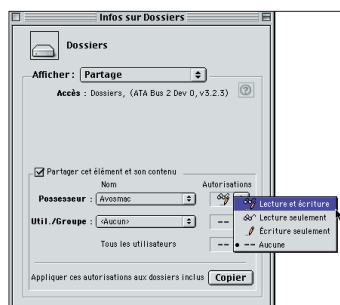 Infos sur Dossiers
Dossiers
Afficher : Partage
Accès : Dossiers, (ATA Bus 2 Dev 0, v3.2.3)
Partager cet élément et son contenu
Nom Autorisations
Possesseur : Avosmac
Lecture et écriture
Lecture seulement
Util./Groupe : <Aucun> --
Écriture seulement
• -- Aucune
Tous les utilisateurs --
Appliquer ces autorisations aux dossiers inclus Copier